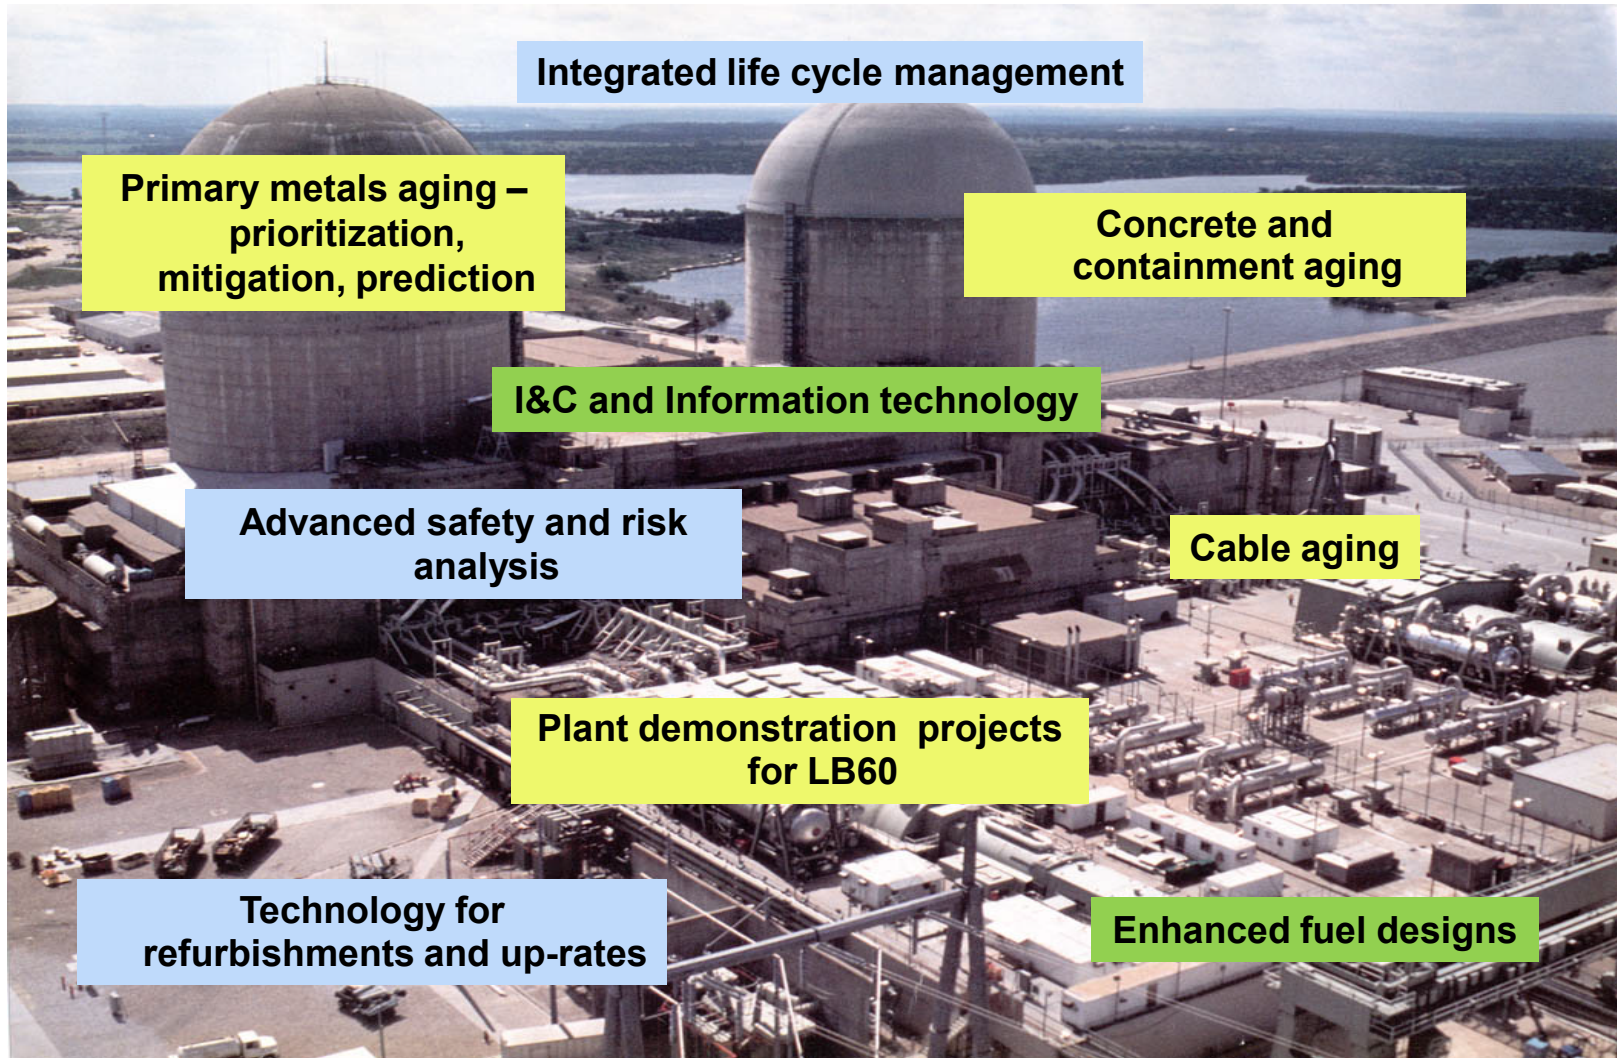 Integrated life cycle management
Primary metals aging –
prioritization,
mitigation, prediction
Concrete and
containment aging
I&C and Information technology
Advanced safety and risk
analysis
Cable aging
Plant demonstration  projects
for LB60
Technology for
refurbishments and up-rates
Enhanced fuel designs